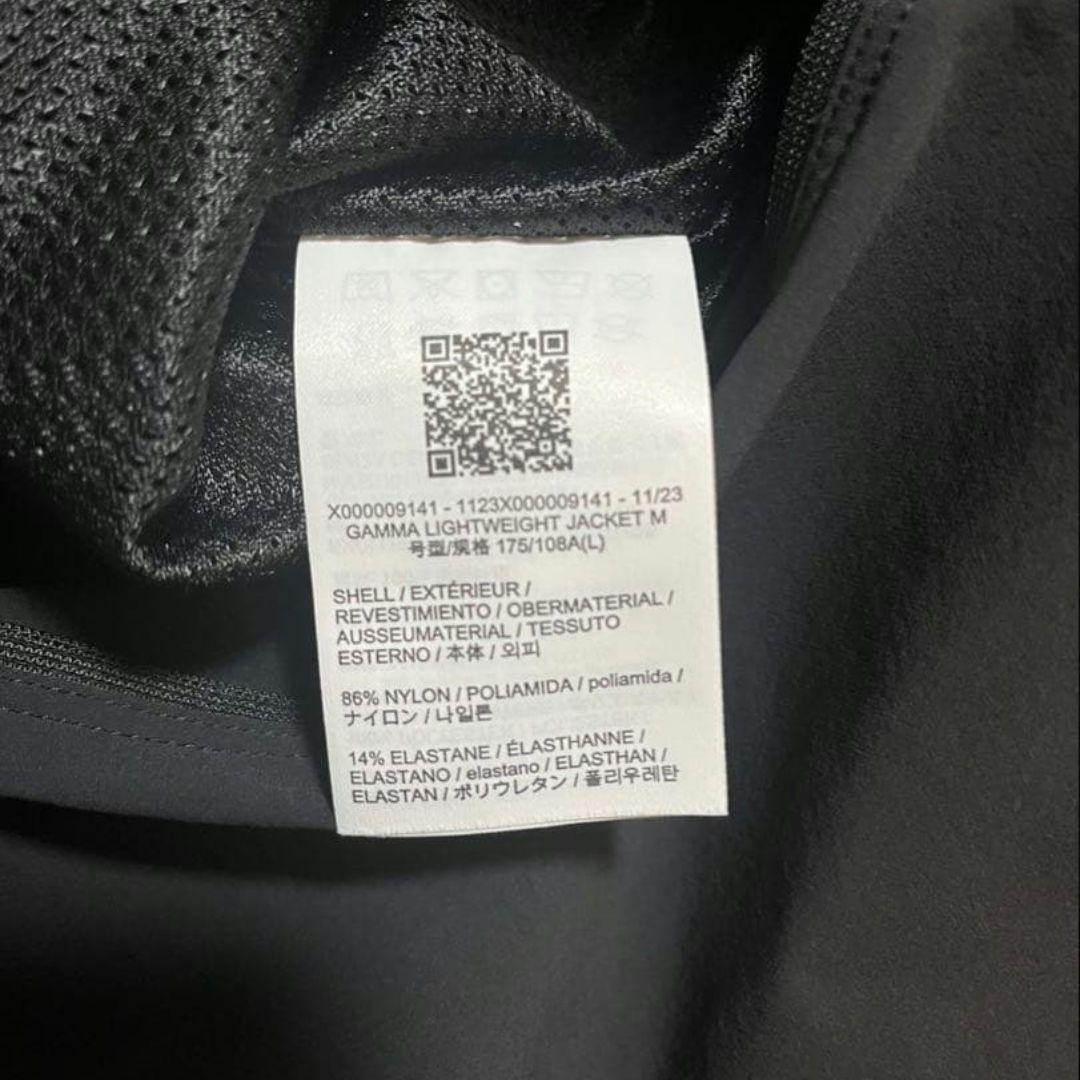 X000009141 - 1123X000009141 - 11/23
GAMMA LIGHTWEIGHT JACKET M
号型/规格 175/108A(L)
SHELL / EXTÉRIEUR /
REVESTIMIENTO / OBERMATERIAL /
AUSSEUMATERIAL / TESSUTO
ESTERNO / 本体 / 외피
86% NYLON / POLIAMIDA / poliamida /
ナイロン / 나일론
14% ELASTANE / ÉLASTHANNE /
ELASTANO / elastano / ELASTHAN /
ELASTAN / ポリウレタン / 폴리우레탄